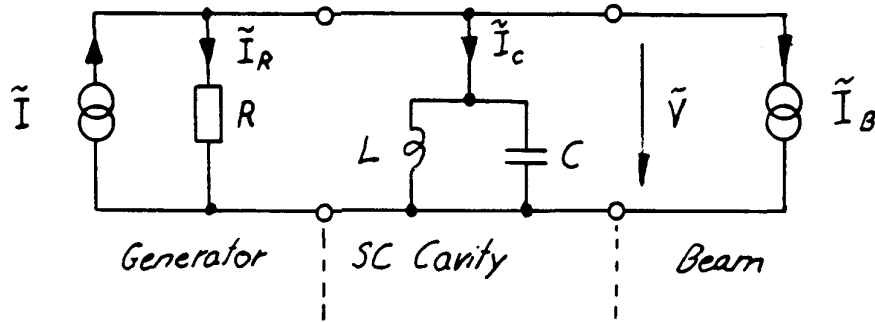 Ĩ
Ĩ_R
R
Ĩ_c
L
C
Ṽ
Ĩ_B
Generator
SC Cavity
Beam